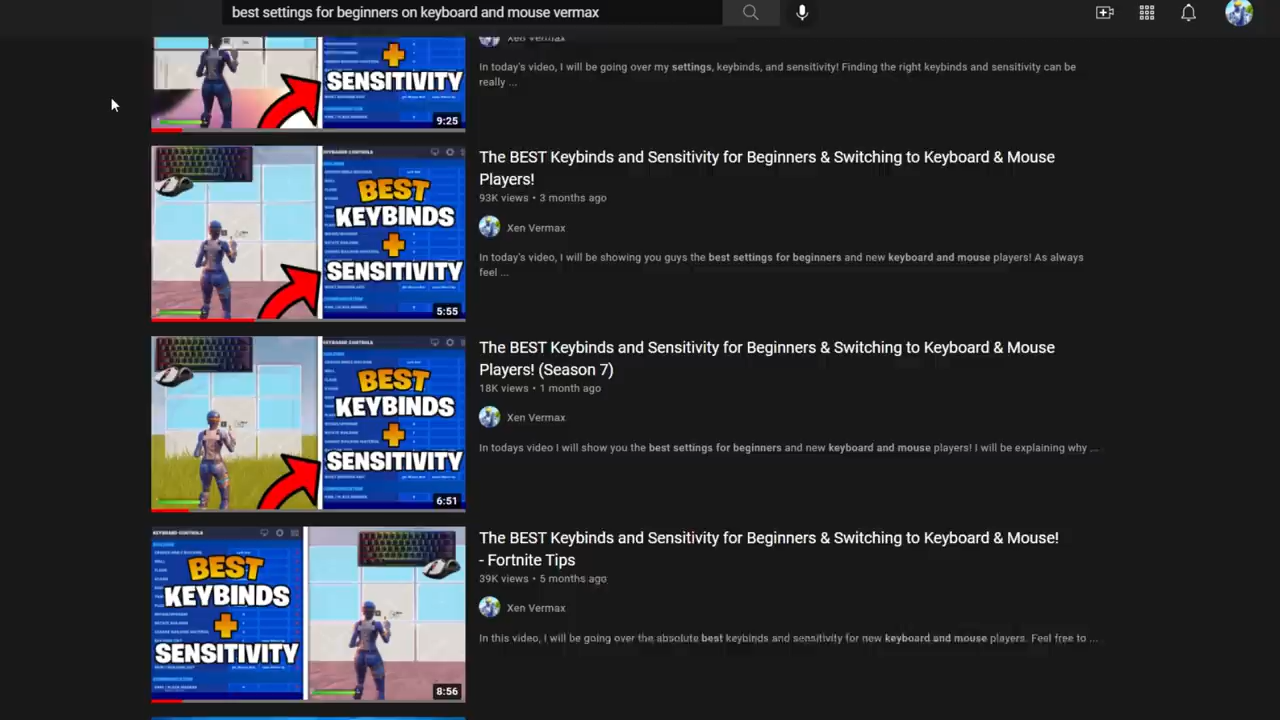 best settings for beginners on keyboard and mouse vermax
Xen Vermax
SENSITIVITY
In today's video, I will be going over my settings, keybinds, and sensitivity! Finding the right keybinds and sensitivity can be
really ...
9:25
KEYBOARD CONTROLS
BEST
KEYBINDS
SENSITIVITY
5:55
The BEST Keybinds and Sensitivity for Beginners & Switching to Keyboard & Mouse
Players!
93K views • 3 months ago
Xen Vermax
In today's video, I will be showing you guys the best settings for beginners and new keyboard and mouse players! As always
feel ...
KEYBOARD CONTROLS
BEST
KEYBINDS
SENSITIVITY
6:51
The BEST Keybinds and Sensitivity for Beginners & Switching to Keyboard & Mouse
Players! (Season 7)
18K views • 1 month ago
Xen Vermax
In todays video I will show you the best settings for beginners and new keyboard and mouse players! I will be explaining why ...
KEYBOARD CONTROLS
BEST
KEYBINDS
SENSITIVITY
8:56
The BEST Keybinds and Sensitivity for Beginners & Switching to Keyboard & Mouse!
- Fortnite Tips
39K views • 5 months ago
Xen Vermax
In this video, I will be going over the absolute best keybinds and sensitivity for new keyboard and mouse players. Feel free to ...